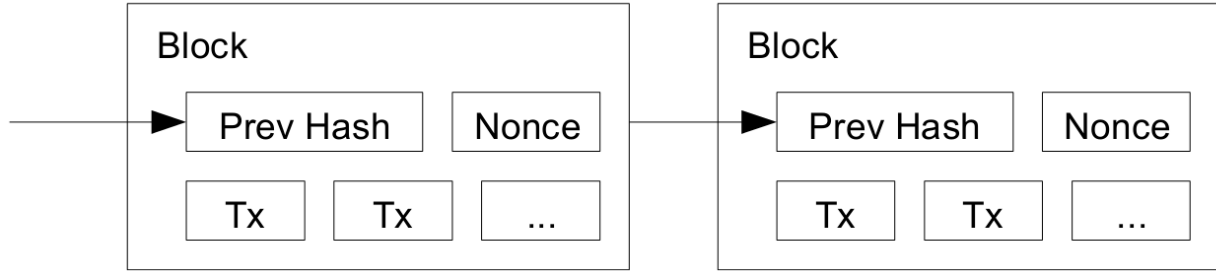 Block
Prev Hash
Nonce
Tx
Tx
...
Block
Prev Hash
Nonce
Tx
Tx
...